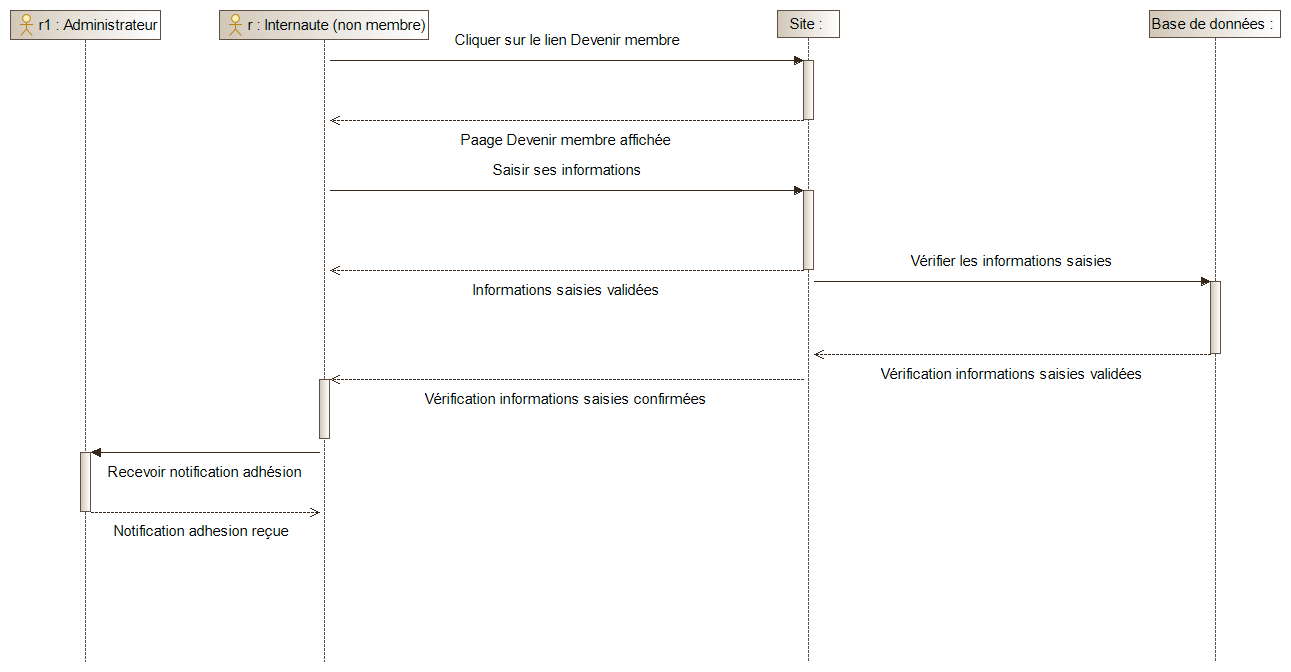 r1 : Administrateur
r : Internaute (non membre)
Site :
Base de données :
Cliquer sur le lien Devenir membre
Paage Devenir membre affichée
Saisir ses informations
Vérifier les informations saisies
Informations saisies validées
Vérification informations saisies validées
Vérification informations saisies confirmées
Recevoir notification adhésion
Notification adhesion reçue